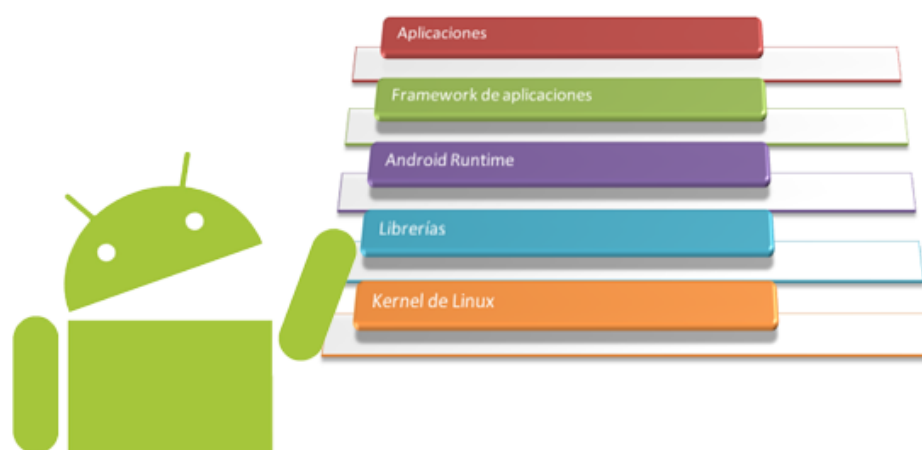 Aplicaciones
Framework de aplicaciones
Android Runtime
Librerías
Kernel de Linux